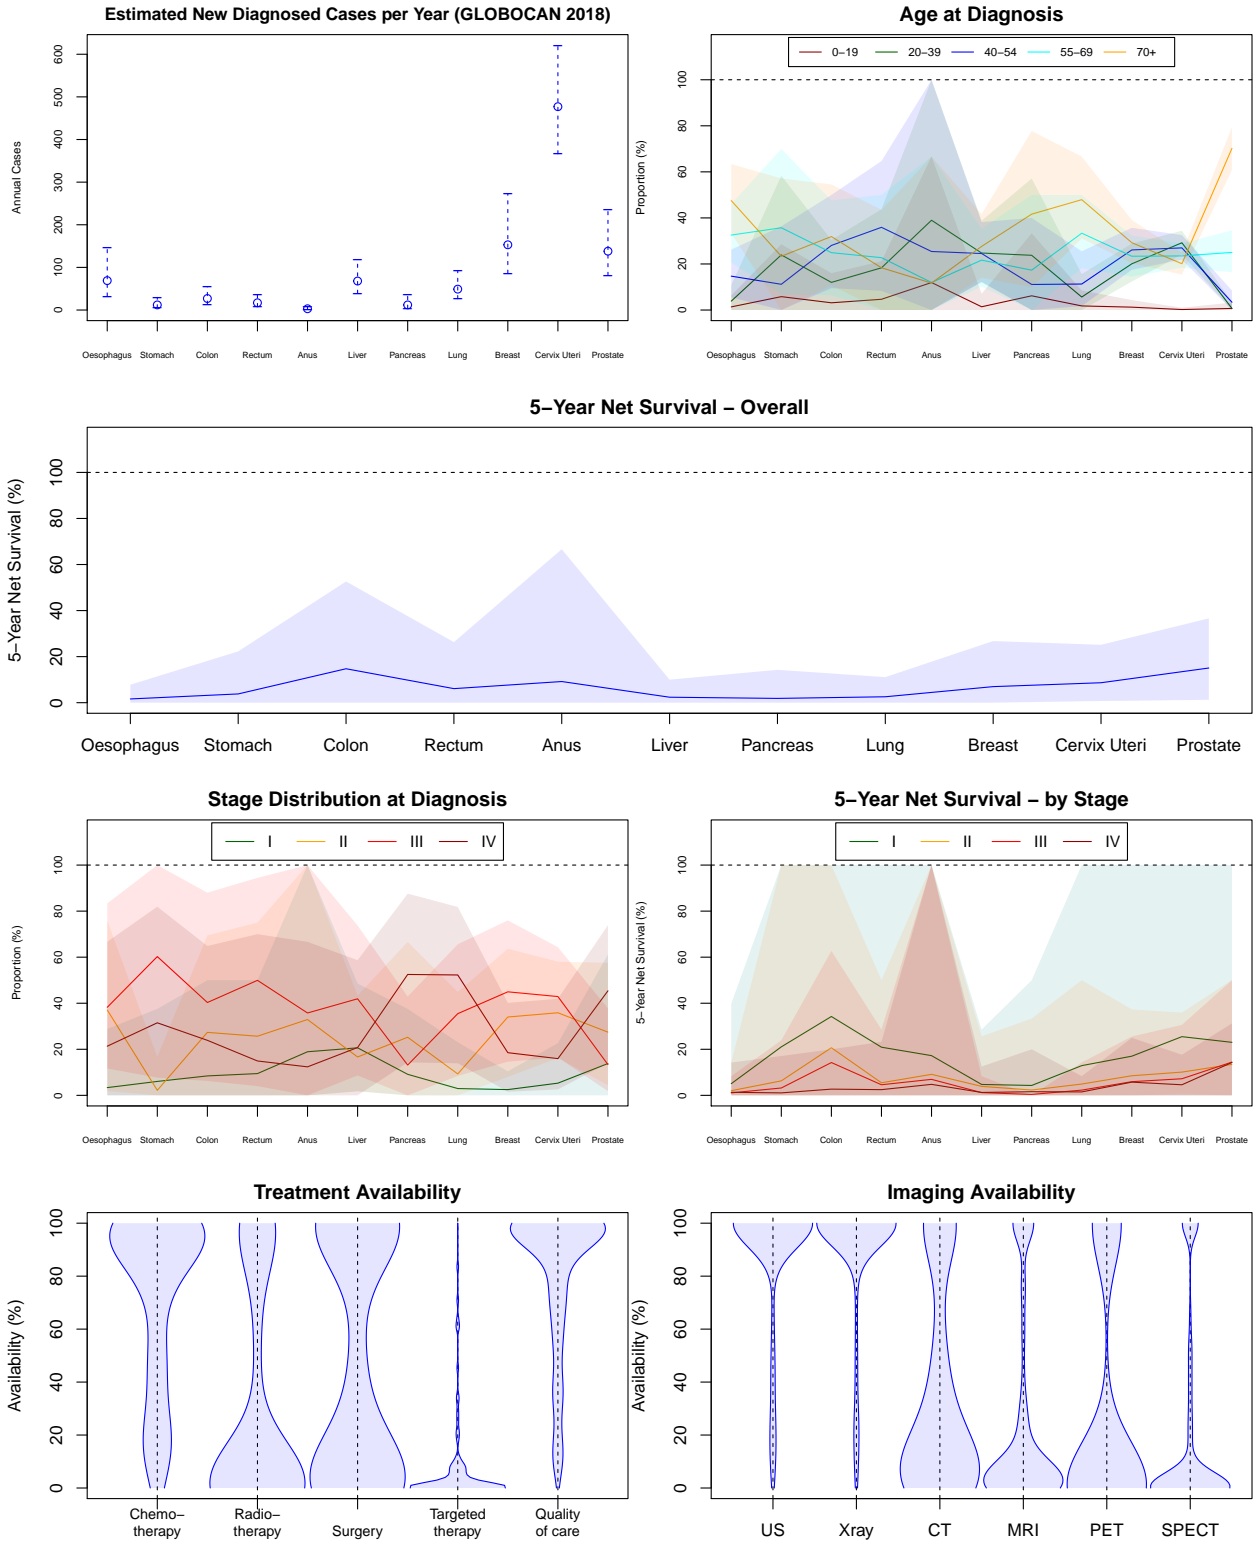 Estimated New Diagnosed Cases per Year (GLOBOCAN 2018)
Annual Cases
0 100 200 300 400 500 600
Oesophagus Stomach Colon Rectum Anus Liver Pancreas Lung Breast Cervix Uteri Prostate
Age at Diagnosis
0−19 20−39 40−54 55−69 70+
Proportion (%)
0 20 40 60 80 100
Oesophagus Stomach Colon Rectum Anus Liver Pancreas Lung Breast Cervix Uteri Prostate
5−Year Net Survival − Overall
5−Year Net Survival (%)
0 20 40 60 80 100
Oesophagus Stomach Colon Rectum Anus Liver Pancreas Lung Breast Cervix Uteri Prostate
Stage Distribution at Diagnosis
I II III IV
Proportion (%)
0 20 40 60 80 100
Oesophagus Stomach Colon Rectum Anus Liver Pancreas Lung Breast Cervix Uteri Prostate
5−Year Net Survival − by Stage
I II III IV
5−Year Net Survival (%)
0 20 40 60 80 100
Oesophagus Stomach Colon Rectum Anus Liver Pancreas Lung Breast Cervix Uteri Prostate
Treatment Availability
Availability (%)
0 20 40 60 80 100
Chemo− Radio− Targeted Quality
therapy therapy Surgery therapy of care
Imaging Availability
Availability (%)
0 20 40 60 80 100
US Xray CT MRI PET SPECT